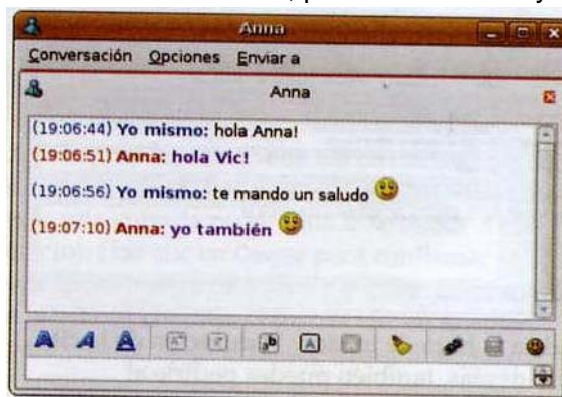 Anna
Conversación Opciones Enviar a
Anna
(19:06:44) Yo mismo: hola Anna!
(19:06:51) Anna: hola Vic!
(19:06:56) Yo mismo: te mando un saludo
(19:07:10) Anna: yo también